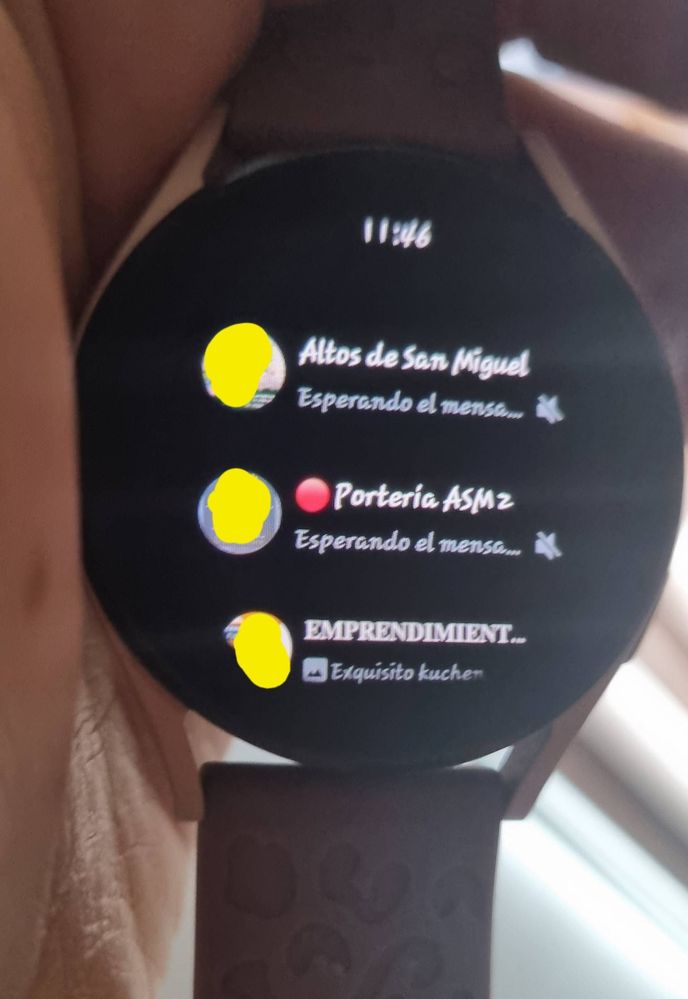 11:46
Altos de San Miguel
Esperando el mensa...
🔴 Portería ASM2
Esperando el mensa...
EMPRENDIMIENT...
Exquisito kuchen